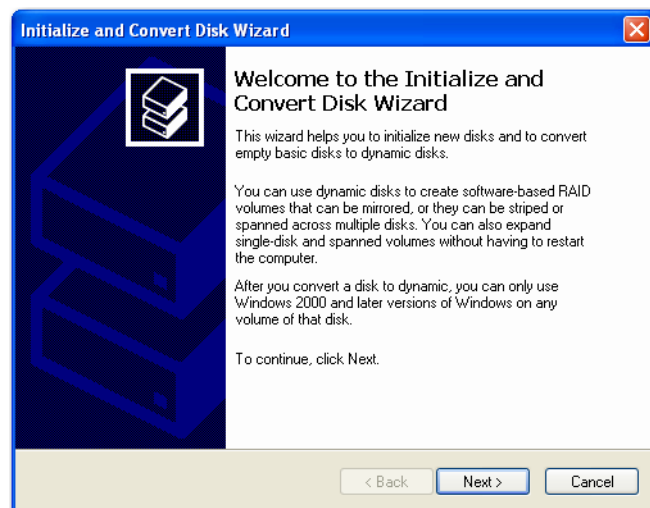 Initialize and Convert Disk Wizard
Welcome to the Initialize and
Convert Disk Wizard
This wizard helps you to initialize new disks and to convert
empty basic disks to dynamic disks.
You can use dynamic disks to create software-based RAID
volumes that can be mirrored, or they can be striped or
spanned across multiple disks. You can also expand
single-disk and spanned volumes without having to restart
the computer.
After you convert a disk to dynamic, you can only use
Windows 2000 and later versions of Windows on any
volume of that disk.
To continue, click Next.
< Back Next > Cancel